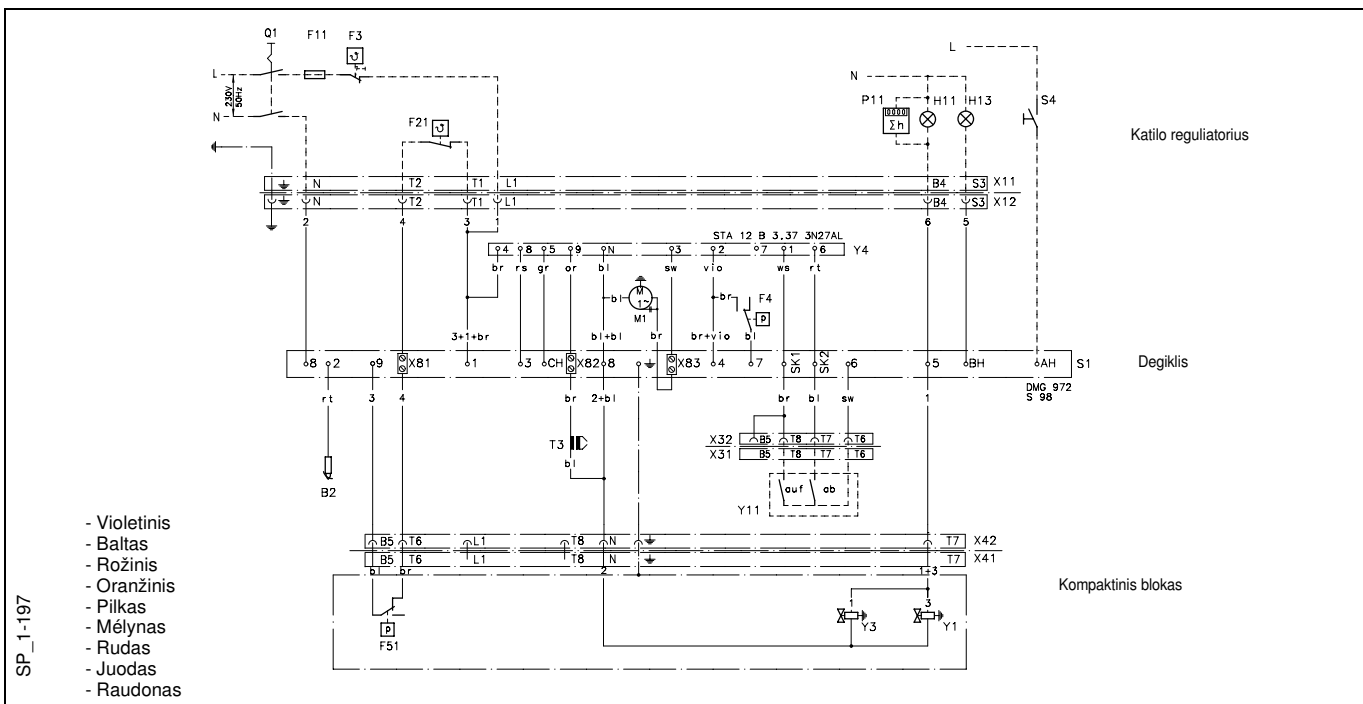 Q1 F11 F3
L
230V 50Hz
N
F21
L
N
P11 H11 H13 S4
Σh
Katilo reguliatorius
N T2 T1 L1 B4 S3 X11
N T2 T1 L1 B4 S3 X12
2 4 3 1 6 5
STA 12 B 3.37 3N27AL
4 8 5 9 N 3 2 7 1 6 Y4
br rs gr or bl sw vio ws rt
bl M 1~ M1 br F4
P
3+1+br bl+bl br br+vio bl
8 2 9 X81 1 3 CH X82 8 X83 4 7 SK1 SK2 6 5 BH AH S1
Degiklis
DMG 972
S 98
rt 3 4 br 2+bl br bl sw 1
T3
bl
X32 B5 T8 T7 T6
X31 B5 T8 T7 T6
auf ab
Y11
B2
B5 T6 L1 T8 N T7 X42
B5 T6 L1 T8 N T7 X41
bl br 2 1+3
Kompaktinis blokas
1 3
Y3 Y1
P
F51
- Violetinis
- Baltas
- Rožinis
- Oranžinis
- Pilkas
- Mélynas
- Rudas
- Juodas
- Raudonas
SP_1-197